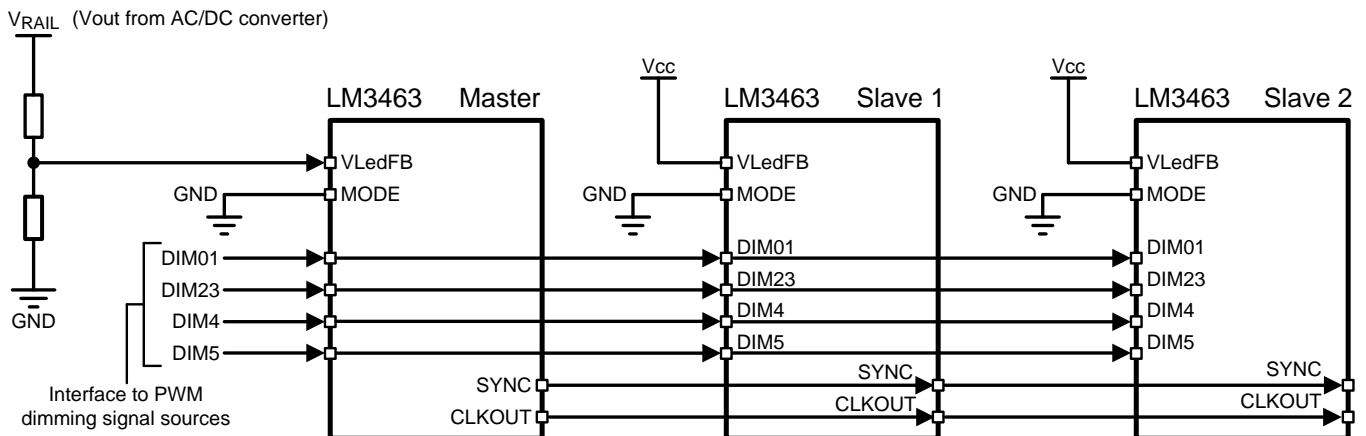 VRAIL (Vout from AC/DC converter)
Vcc
Vcc
LM3463 Master
LM3463 Slave 1
LM3463 Slave 2
VLedFB
VLedFB
VLedFB
GND
MODE
GND
MODE
GND
MODE
DIM01
DIM01
DIM01
DIM23
DIM23
DIM23
GND
DIM4
DIM4
DIM4
DIM5
DIM5
DIM5
Interface to PWM
dimming signal sources
SYNC
SYNC
SYNC
CLKOUT
CLKOUT
CLKOUT